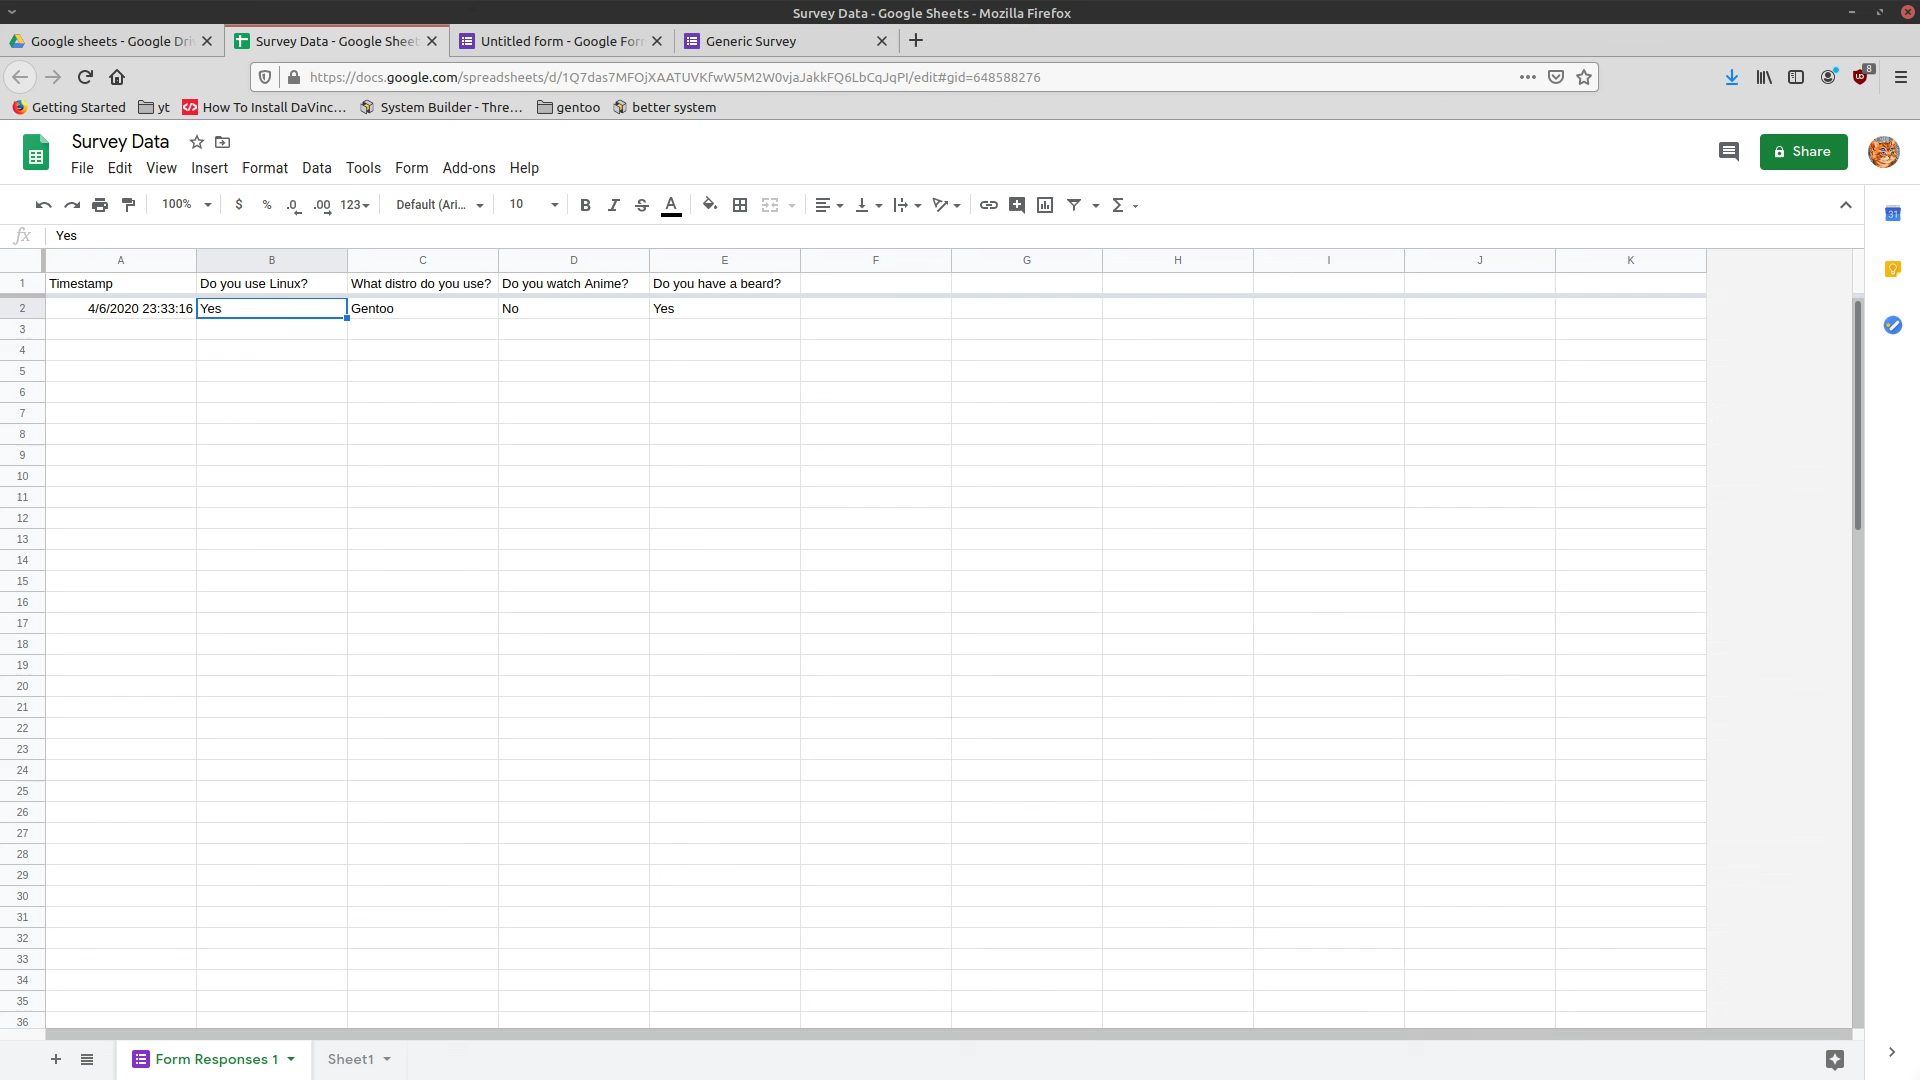 Survey Data - Google Sheets - Mozilla Firefox
Google sheets - Google Dri
Survey Data - Google Sheet
Untitled form - Google For
Generic Survey
https://docs.google.com/spreadsheets/d/1Q7das7MFOjXAATUVKfwW5M2W0vjaJakkFQ6LbCqJqPI/edit#gid=648588276
8
Getting Started
yt
How To Install DaVinc...
System Builder - Thre...
gentoo
better system
Survey Data
File Edit View Insert Format Data Tools Form Add-ons Help
Share
100% $ % .0 .00 123 Default (Ari... 10 B I S A Σ
31
fx Yes
A B C D E F G H I J K
1 Timestamp Do you use Linux? What distro do you use? Do you watch Anime? Do you have a beard?
2 4/6/2020 23:33:16 Yes Gentoo No Yes
3
4
5
6
7
8
9
10
11
12
13
14
15
16
17
18
19
20
21
22
23
24
25
26
27
28
29
30
31
32
33
34
35
36
Form Responses 1 Sheet1